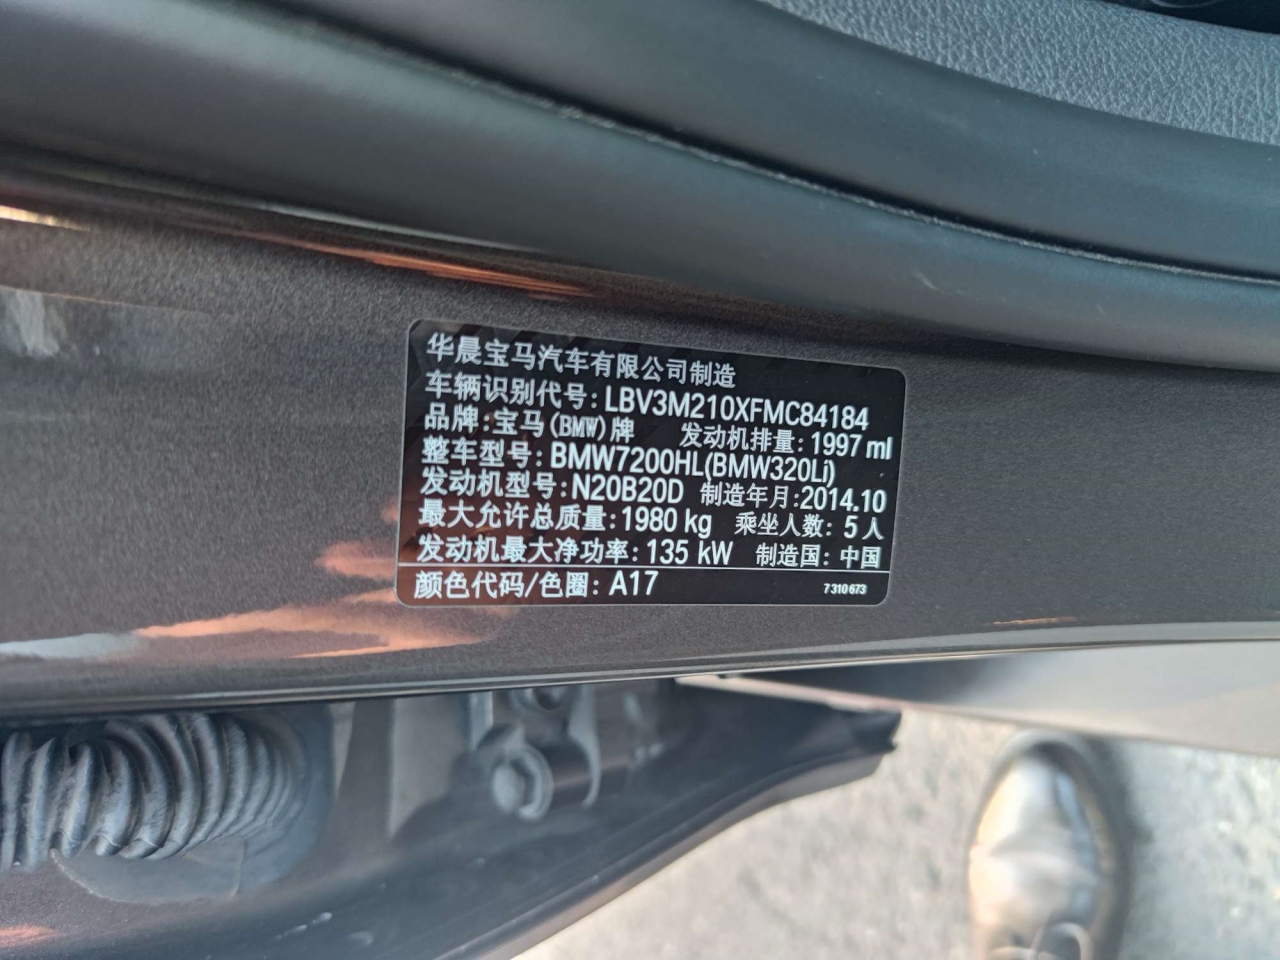 华晨宝马汽车有限公司制造
车辆识别代号: LBV3M210XFMC84184
品牌: 宝马(BMW)牌 发动机排量: 1997 ml
整车型号: BMW7200HL(BMW320Li)
发动机型号: N20B20D 制造年月: 2014.10
最大允许总质量: 1980 kg 乘坐人数: 5人
发动机最大净功率: 135 kW 制造国: 中国
颜色代码/色圈: A17 7 310 673